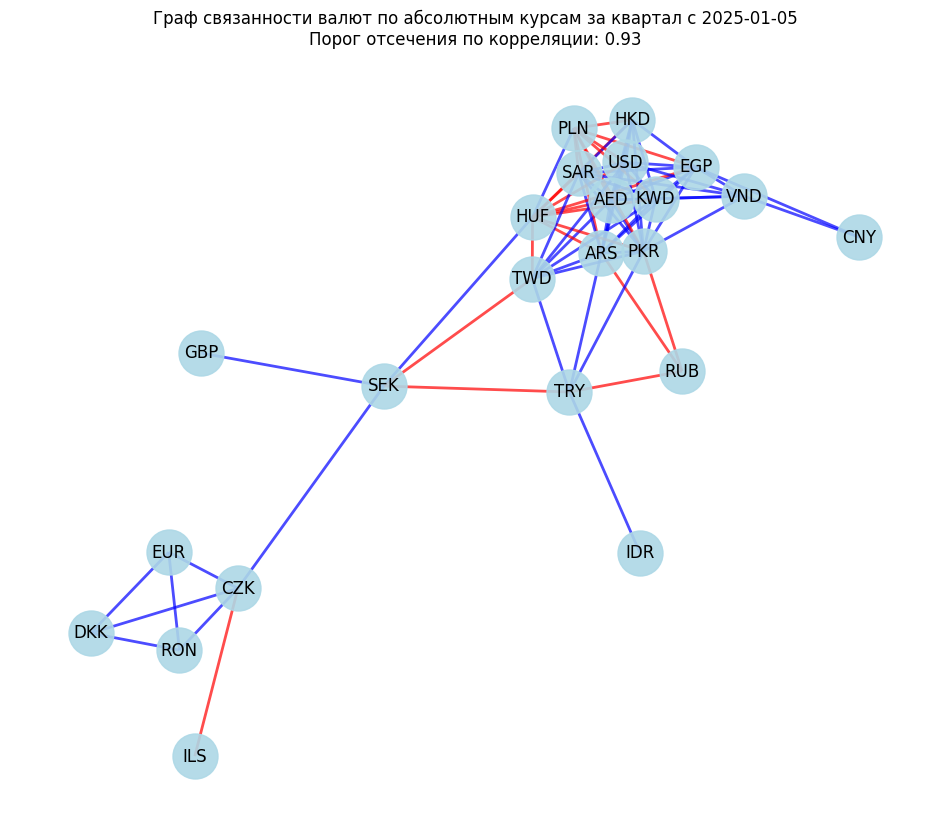 Граф связанности валют по абсолютным курсам за квартал с 2025-01-05
Порог отсечения по корреляции: 0.93
HKD
PLN
USD
EGP
SAR
VND
AED
KWD
HUF
CNY
ARS
PKR
TWD
GBP
RUB
SEK
TRY
EUR
IDR
CZK
DKK
RON
ILS